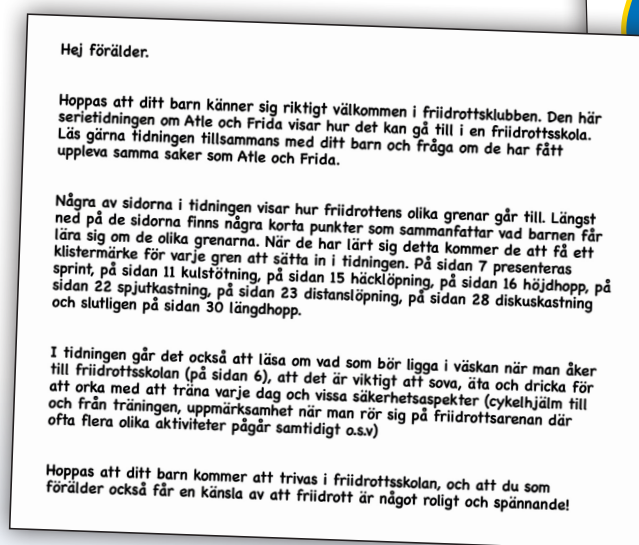 Hej förälder.
Hoppas att ditt barn känner sig riktigt välkommen i friidrottsklubben. Den här
serietidningen om Atle och Frida visar hur det kan gå till i en friidrottsskola.
Läs gärna tidningen tillsammans med ditt barn och fråga om de har fått
uppleva samma saker som Atle och Frida.
Några av sidorna i tidningen visar hur friidrottens olika grenar går till. Längst
ned på de sidorna finns några korta punkter som sammanfattar vad barnen får
lära sig om de olika grenarna. När de har lärt sig detta kommer de att få ett
klistermärke för varje gren att sätta in i tidningen. På sidan 7 presenteras
sprint, på sidan 11 kulstötning, på sidan 15 häcklöpning, på sidan 16 höjdhopp, på
sidan 22 spjutkastning, på sidan 23 distanslöpning, på sidan 28 diskuskastning
och slutligen på sidan 30 längdhopp.
I tidningen går det också att läsa om vad som bör ligga i väskan när man åker
till friidrottsskolan (på sidan 6), att det är viktigt att sova, äta och dricka för
att orka med att träna varje dag och vissa säkerhetsaspekter (cykelhjälm till
och från träningen, uppmärksamhet när man rör sig på friidrottsarenan där
ofta flera olika aktiviteter pågår samtidigt o.s.v)
Hoppas att ditt barn kommer att trivas i friidrottsskolan, och att du som
förälder också får en känsla av att friidrott är något roligt och spännande!